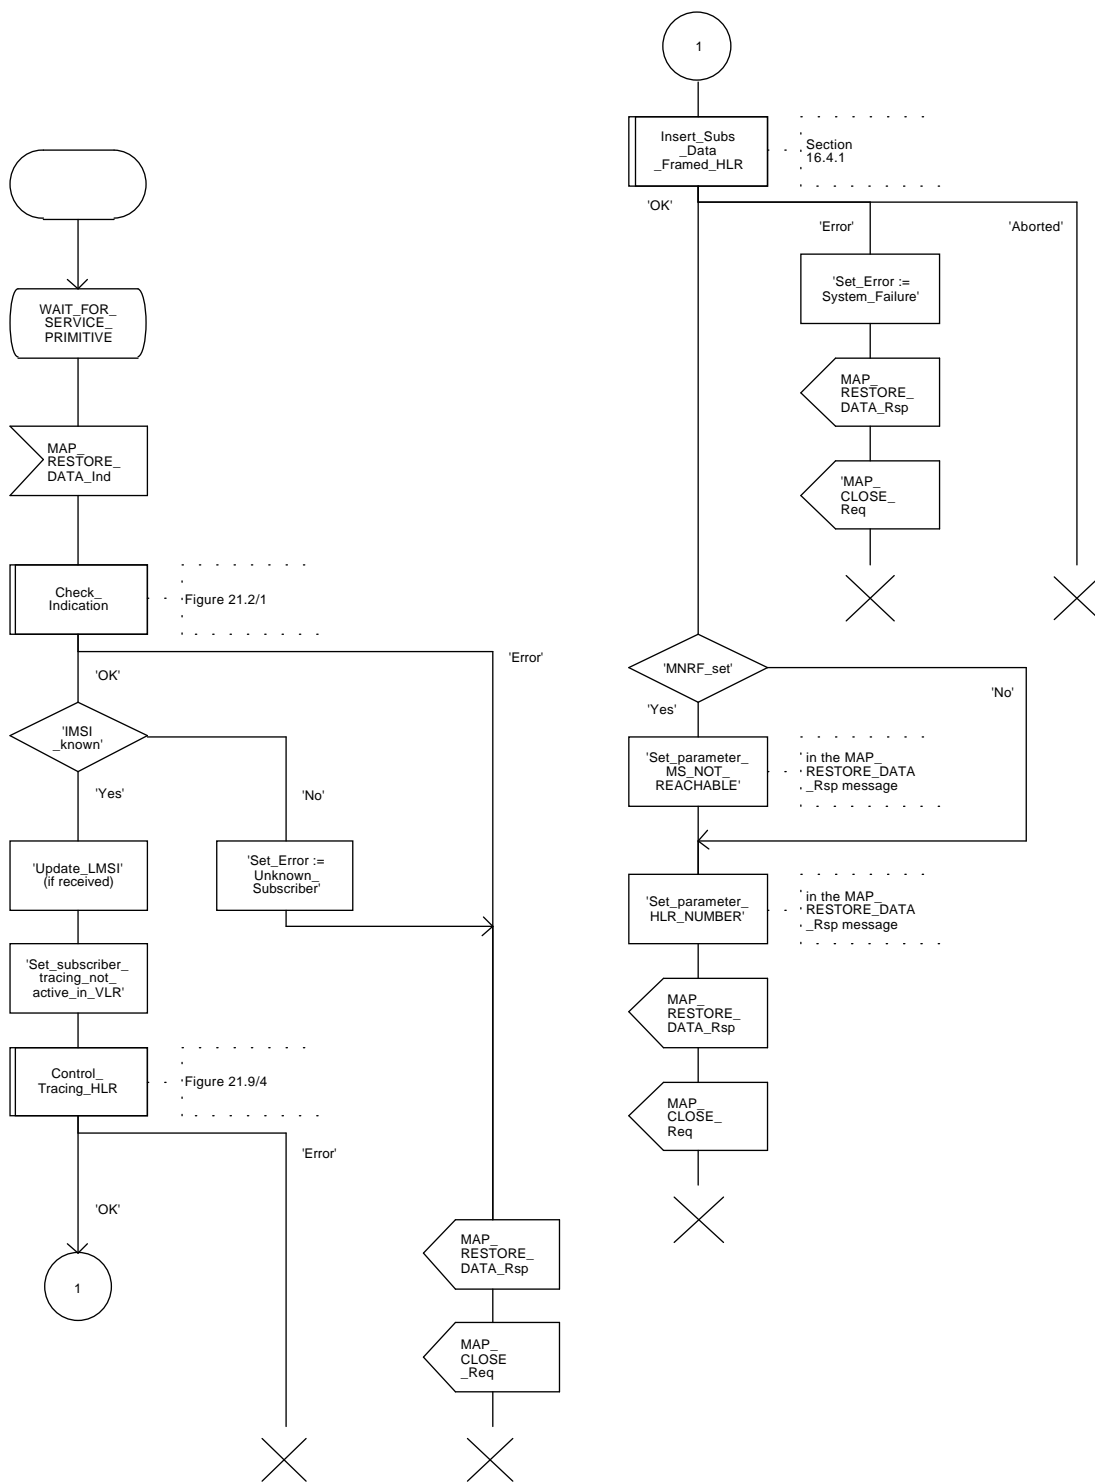 WAIT_FOR_
SERVICE_
PRIMITIVE
MAP_
RESTORE_
DATA_Ind
Check_
Indication
Figure 21.2/1
'Error'
'OK'
'IMSI
_known'
'Yes'
'No'
'Update_LMSI'
(if received)
'Set_Error :=
Unknown_
Subscriber'
'Set_subscriber_
tracing_not_
active_in_VLR'
Control_
Tracing_HLR
Figure 21.9/4
'Error'
'OK'
1
MAP_
RESTORE_
DATA_Rsp
MAP_
CLOSE
_Req
1
Insert_Subs
_Data
_Framed_HLR
Section
16.4.1
'OK'
'Error'
'Aborted'
'Set_Error :=
System_Failure'
MAP_
RESTORE_
DATA_Rsp
'MAP_
CLOSE_
Req
'MNRF_set'
'No'
'Yes'
'Set_parameter_
MS_NOT_
REACHABLE'
in the MAP_
RESTORE_DATA
_Rsp message
'Set_parameter_
HLR_NUMBER'
in the MAP_
RESTORE_DATA
_Rsp message
MAP_
RESTORE_
DATA_Rsp
MAP_
CLOSE_
Req